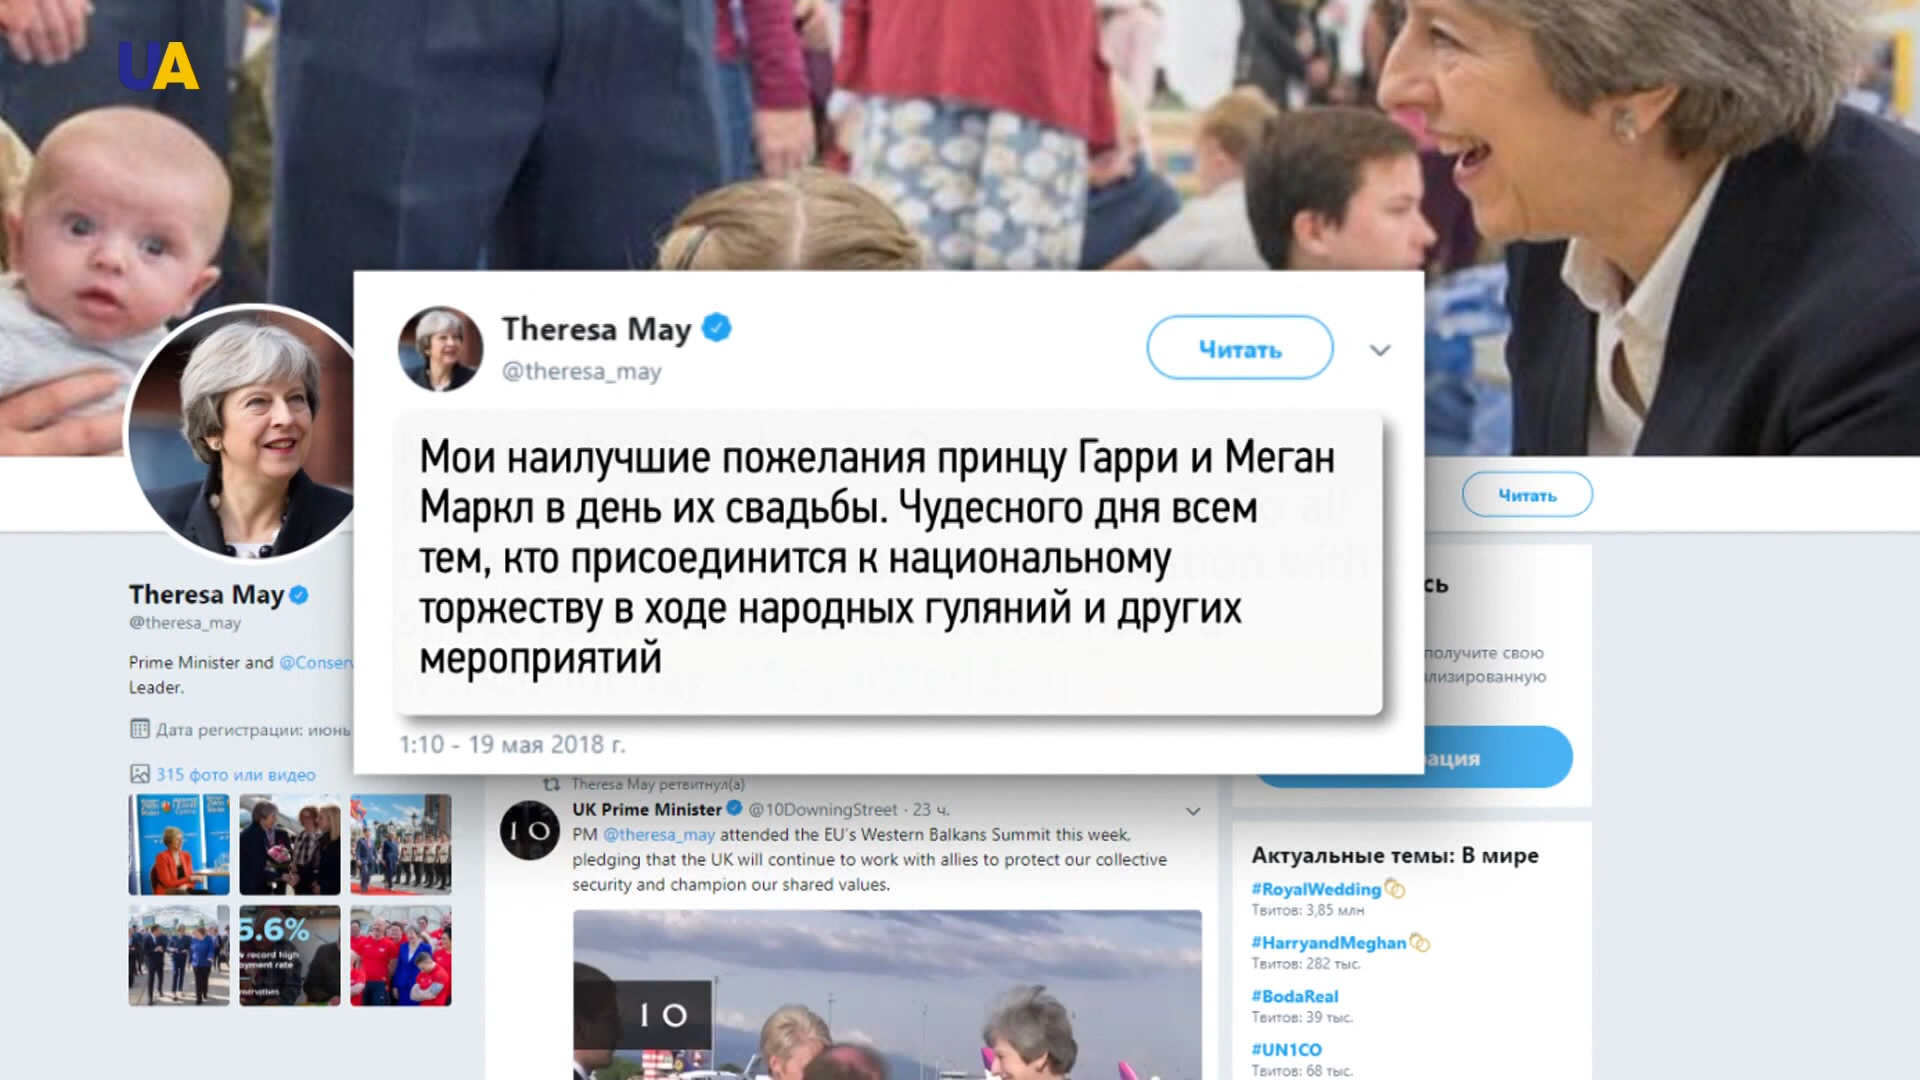 UA
Theresa May
@theresa_may
Читать
Мои наилучшие пожелания принцу Гарри и Меган
Маркл в день их свадьбы. Чудесного дня всем
тем, кто присоединится к национальному
торжеству в ходе народных гуляний и других
мероприятий
1:10 - 19 мая 2018 г.
Читать
Theresa May
@theresa_may
Prime Minister and @Conserv
Leader.
Дата регистрации: июнь
315 фото или видео
5.6%
record high
oyment rate
Theresa May ретвитнул(а)
UK Prime Minister @10DowningStreet · 23 ч.
PM @theresa_may attended the EU's Western Balkans Summit this week,
pledging that the UK will continue to work with allies to protect our collective
security and champion our shared values.
10
10
сь
получите свою
лизированную
ация
Актуальные темы: В мире
#RoyalWedding
Твитов: 3,85 млн
#HarryandMeghan
Твитов: 282 тыс.
#BodaReal
Твитов: 39 тыс.
#UN1CO
Твитов: 68 тыс.